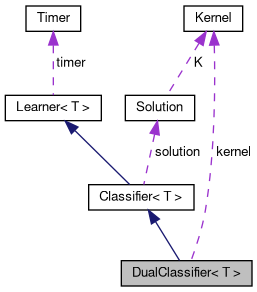 Timer
Kernel
timer
K
Learner< T >
Solution
solution
kernel
Classifier< T >
DualClassifier< T >